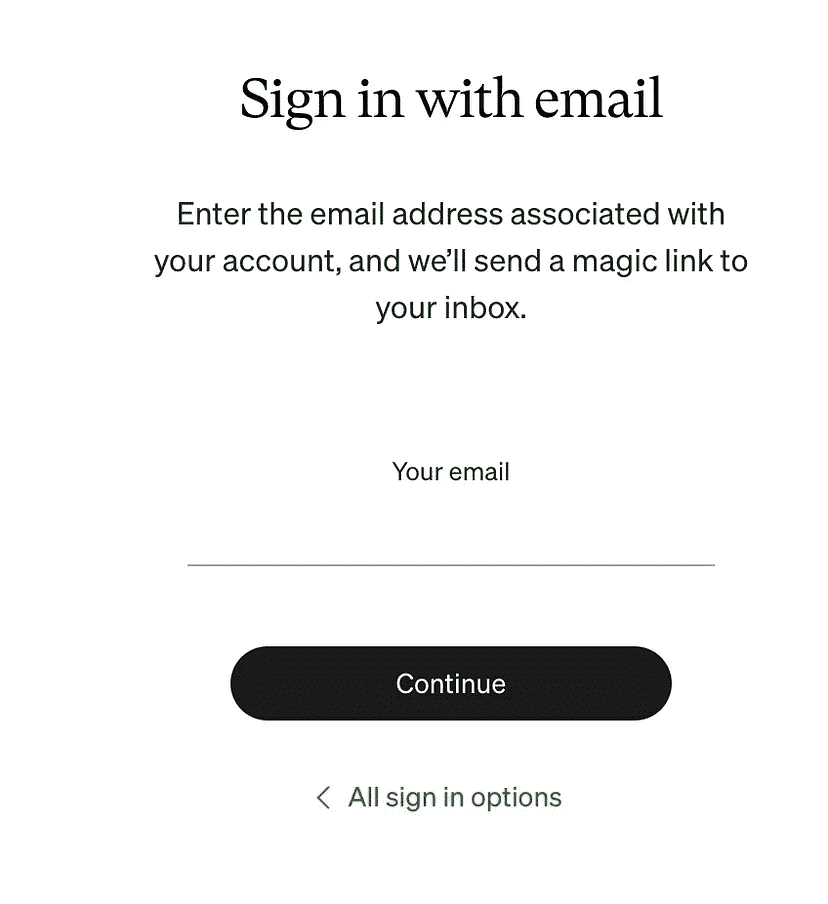 Sign in with email
Enter the email address associated with
your account, and we’ll send a magic link to
your inbox.
Your email
Continue
All sign in options